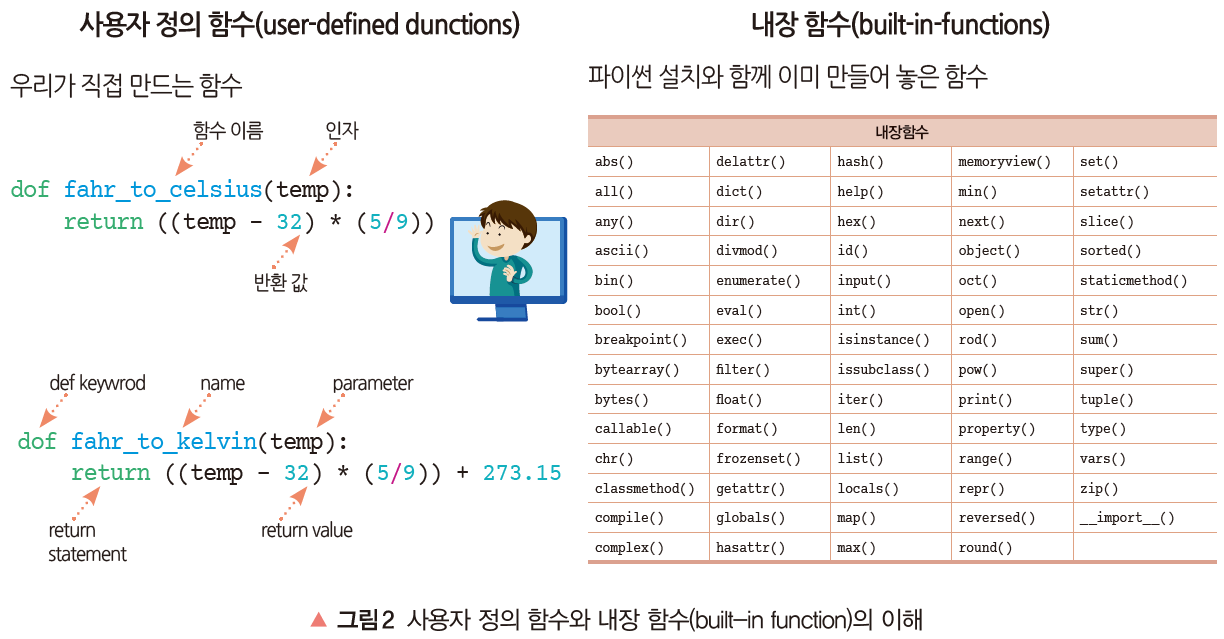 사용자 정의 함수(user-defined dunctions)
우리가 직접 만드는 함수
함수 이름 인자
dof fahr_to_celsius(temp):
return ((temp - 32) * (5/9))
반환 값
def keywrod name parameter
dof fahr_to_kelvin(temp):
return ((temp - 32) * (5/9)) + 273.15
return statement return value
내장 함수(built-in-functions)
파이썬 설치와 함께 이미 만들어 놓은 함수
내장함수
abs() delattr() hash() memoryview() set()
all() dict() help() min() setattr()
any() dir() hex() next() slice()
ascii() divmod() id() object() sorted()
bin() enumerate() input() oct() staticmethod()
bool() eval() int() open() str()
breakpoint() exec() isinstance() rod() sum()
bytearray() filter() issubclass() pow() super()
bytes() float() iter() print() tuple()
callable() format() len() property() type()
chr() frozenset() list() range() vars()
classmethod() getattr() locals() repr() zip()
compile() globals() map() reversed() __import__()
complex() hasattr() max() round()
▲ 그림 2 사용자 정의 함수와 내장 함수(built-in function)의 이해